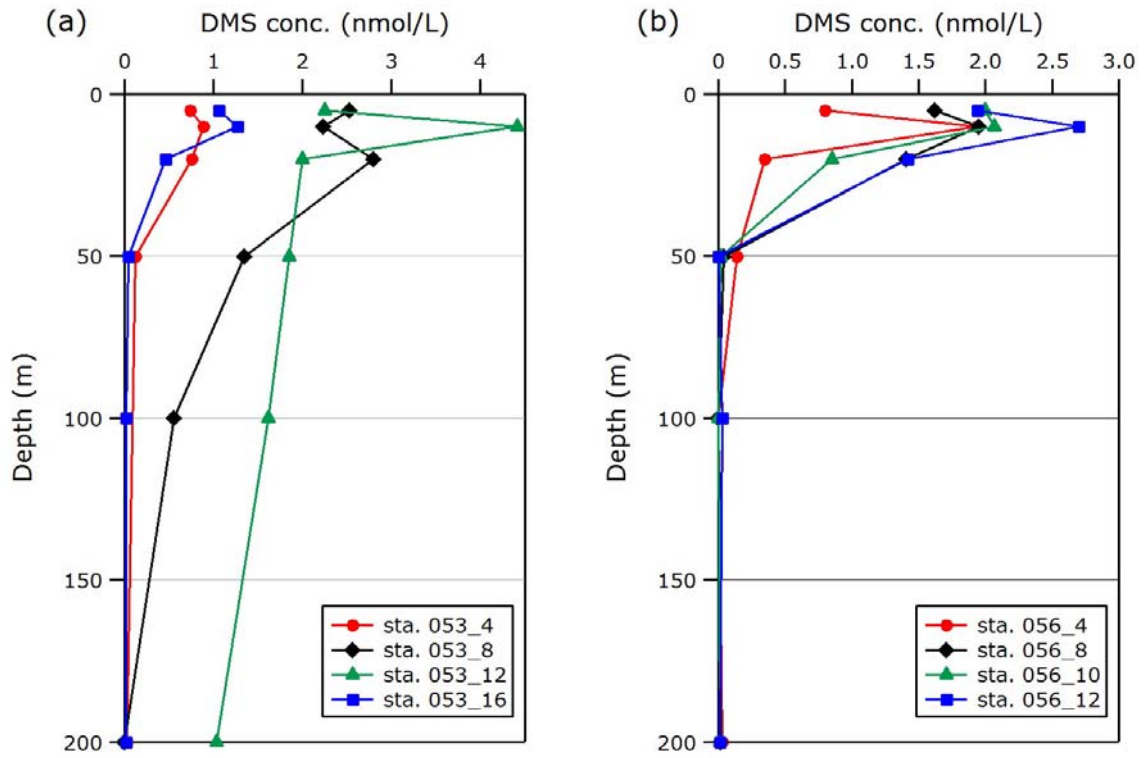 (a) DMS conc. (nmol/L)
0 1 2 3 4
0
50
100
150
200
Depth (m)
sta. 053_4
sta. 053_8
sta. 053_12
sta. 053_16
(b) DMS conc. (nmol/L)
0 0.5 1.0 1.5 2.0 2.5 3.0
0
50
100
150
200
Depth (m)
sta. 056_4
sta. 056_8
sta. 056_10
sta. 056_12